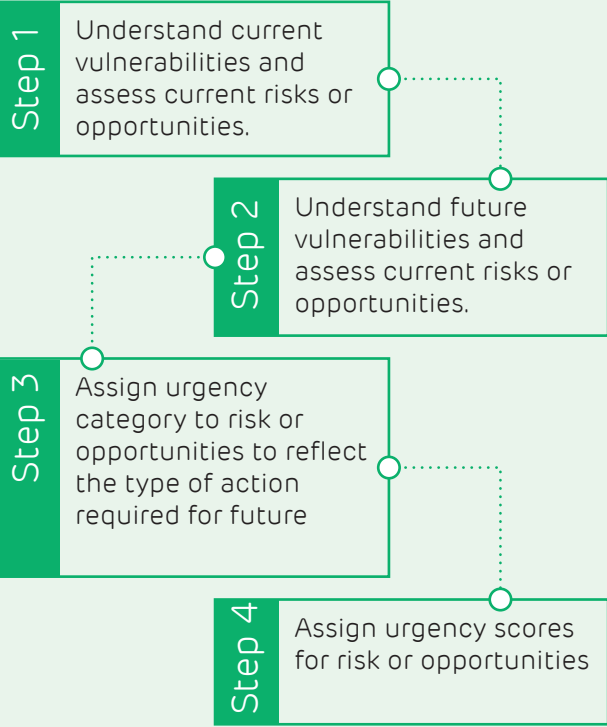 Step 1
Understand current
vulnerabilities and
assess current risks or
opportunities.
Step 2
Understand future
vulnerabilities and
assess current risks or
opportunities.
Step 3
Assign urgency
category to risk or
opportunities to reflect
the type of action
required for future
Step 4
Assign urgency scores
for risk or opportunities